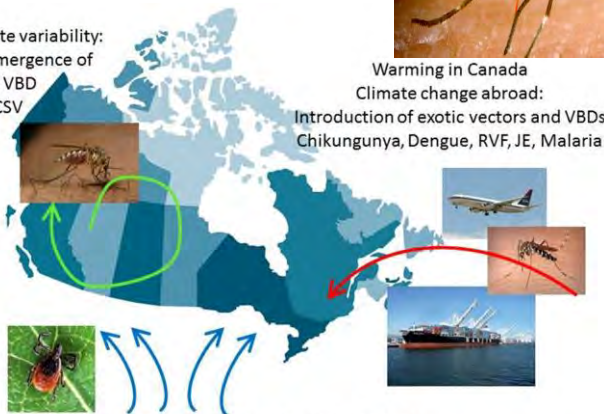 te variability:
mergence of
VBD
CSV
Warming in Canada
Climate change abroad:
Introduction of exotic vectors and VBDs
Chikungunya, Dengue, RVF, JE, Malaria